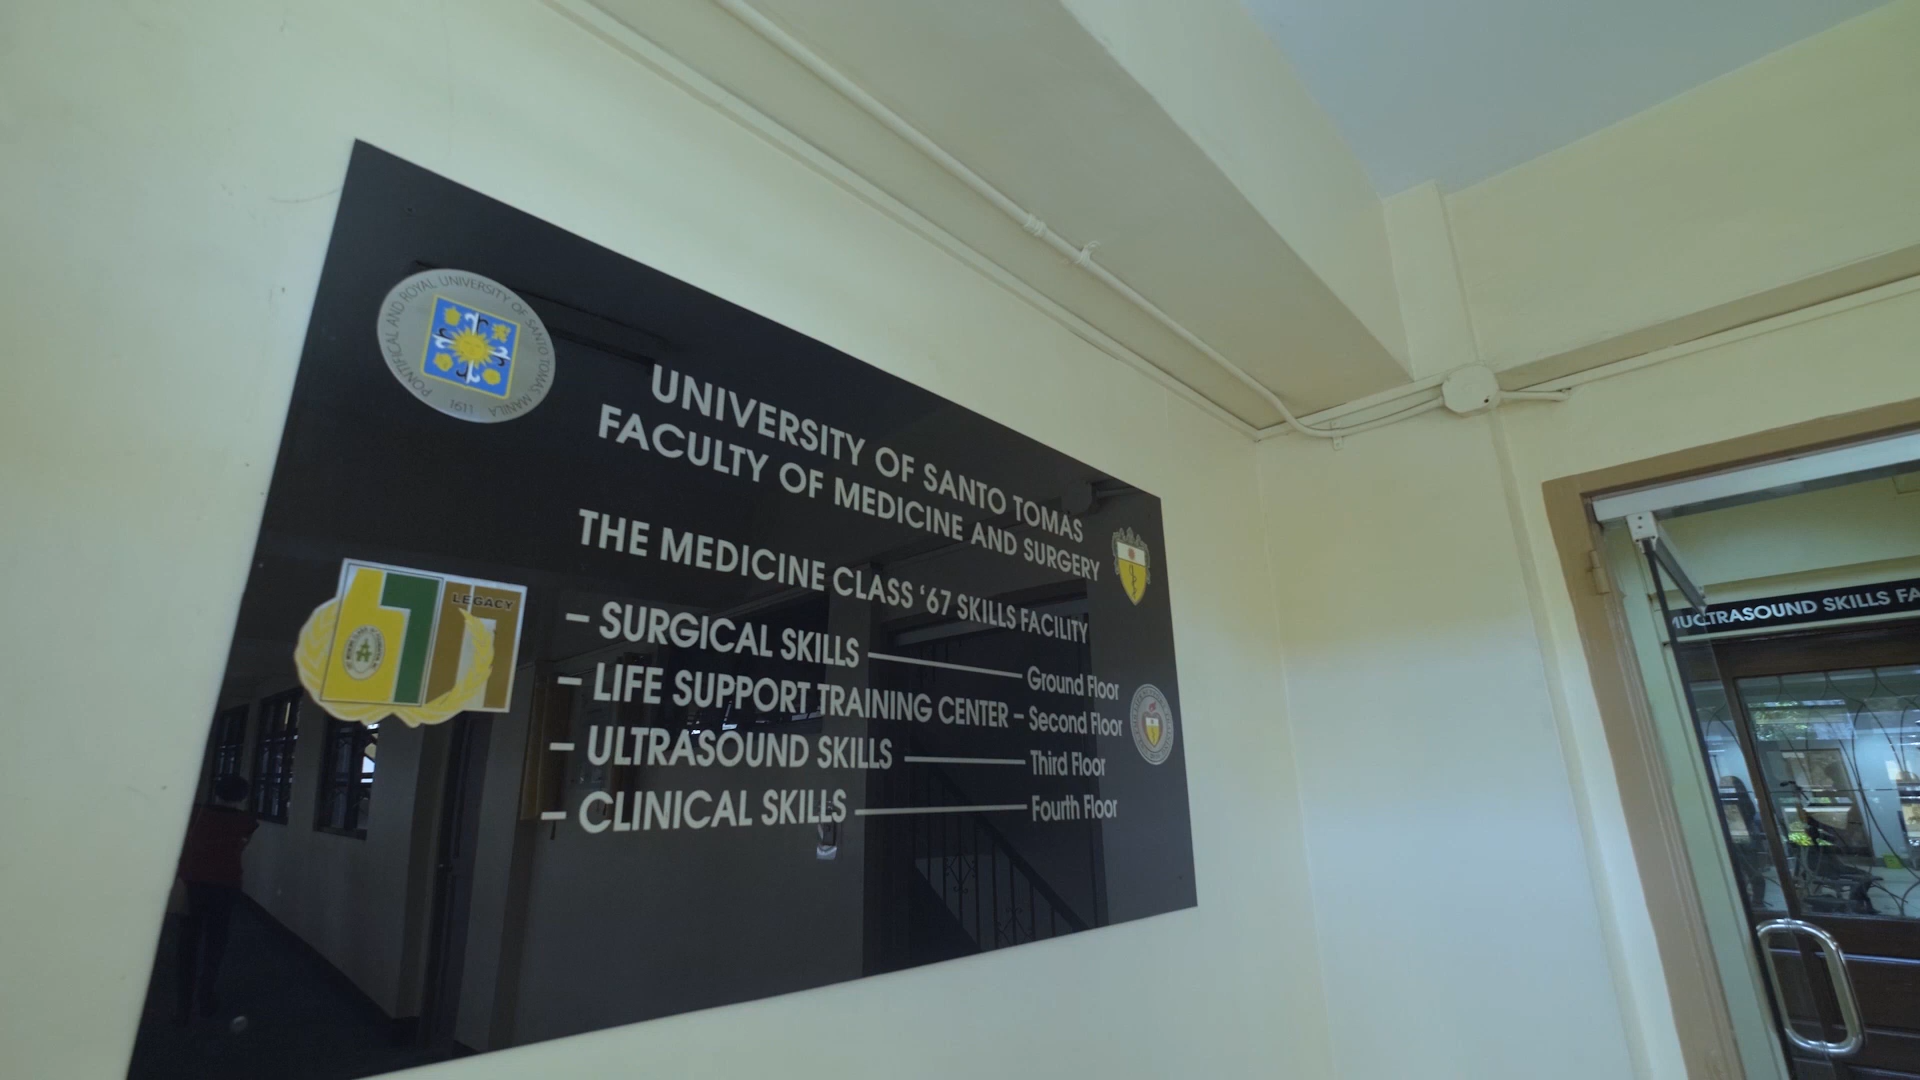 PONTIFICAL AND ROYAL UNIVERSITY OF SANTO TOMAS MANILA
1611
UNIVERSITY OF SANTO TOMAS
FACULTY OF MEDICINE AND SURGERY
THE MEDICINE CLASS ‘67 SKILLS FACILITY
– SURGICAL SKILLS — Ground Floor
– LIFE SUPPORT TRAINING CENTER – Second Floor
– ULTRASOUND SKILLS — Third Floor
– CLINICAL SKILLS — Fourth Floor
67
LEGACY
TRASOUND SKILLS FA